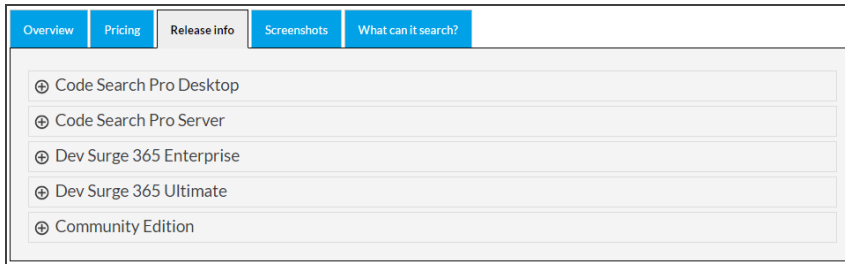 Overview Pricing Release info Screenshots What can it search?
Code Search Pro Desktop
Code Search Pro Server
Dev Surge 365 Enterprise
Dev Surge 365 Ultimate
Community Edition